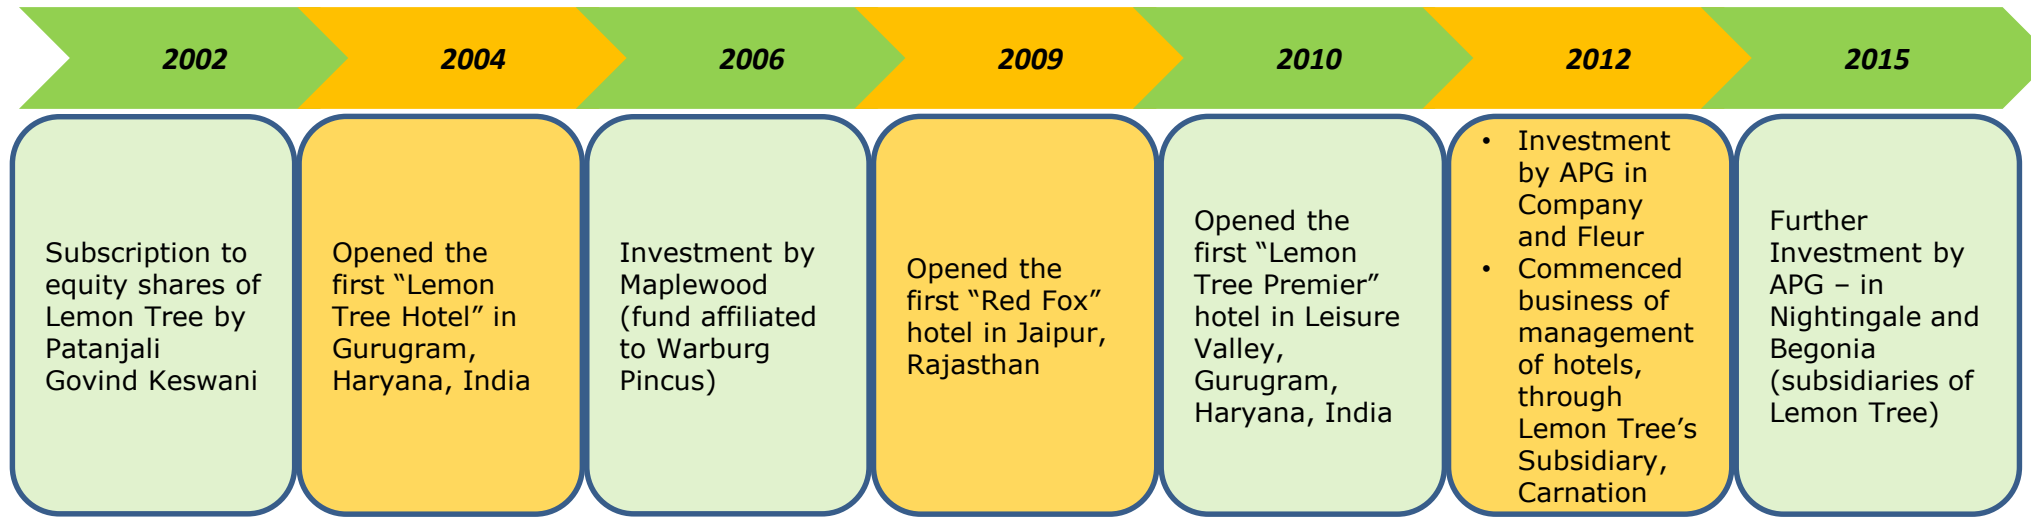 2002
2004
2006
2009
2010
2012
2015
Subscription to
equity shares of
Lemon Tree by
Patanjali
Govind Keswani
Opened the
first “Lemon
Tree Hotel” in
Gurugram,
Haryana, India
Investment by
Maplewood
(fund affiliated
to Warburg
Pincus)
Opened the
first “Red Fox”
hotel in Jaipur,
Rajasthan
Opened the
first “Lemon
Tree Premier”
hotel in Leisure
Valley,
Gurugram,
Haryana, India
• Investment
by APG in
Company
and Fleur
• Commenced
business of
management
of hotels,
through
Lemon Tree’s
Subsidiary,
Carnation
Further
Investment by
APG – in
Nightingale and
Begonia
(subsidiaries of
Lemon Tree)